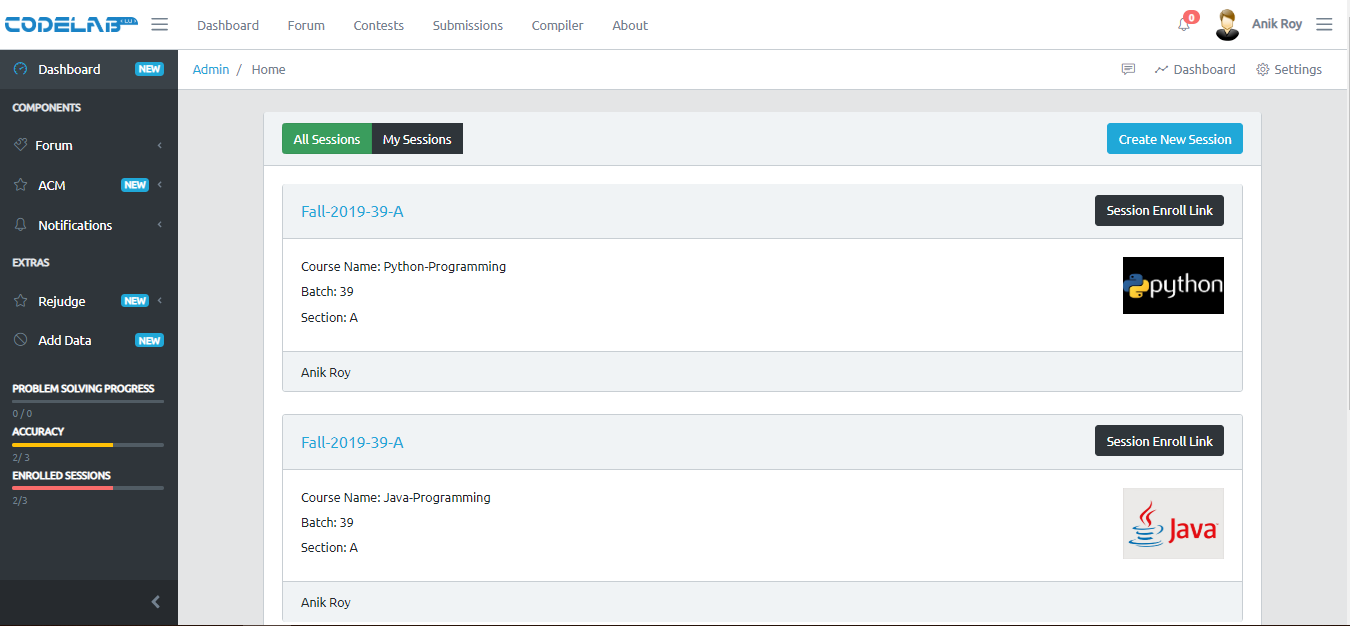 CODELAB
Dashboard Forum Contests Submissions Compiler About
0 Anik Roy
Dashboard NEW
Admin / Home
Dashboard Settings
COMPONENTS
Forum
ACM NEW
Notifications
EXTRAS
Rejudge NEW
Add Data NEW
PROBLEM SOLVING PROGRESS
0 / 0
ACCURACY
2/ 3
ENROLLED SESSIONS
2/3
All Sessions My Sessions Create New Session
Fall-2019-39-A Session Enroll Link
Course Name: Python-Programming
Batch: 39
Section: A
python
Anik Roy
Fall-2019-39-A Session Enroll Link
Course Name: Java-Programming
Batch: 39
Section: A
Java
Anik Roy